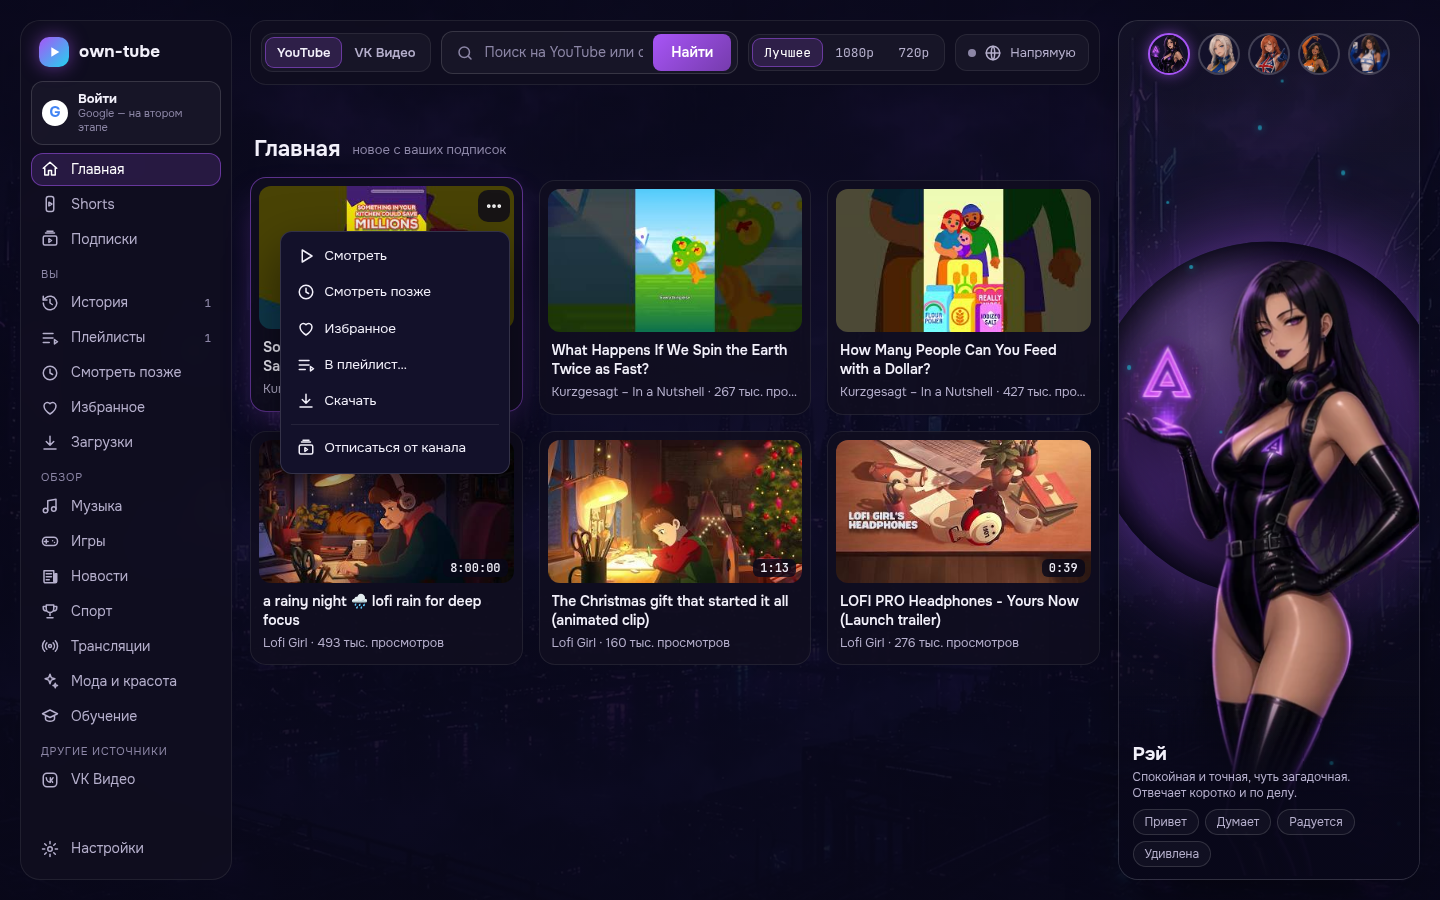 own-tube
G
Войти
Google — на втором
этапе
Главная
Shorts
Подписки
ВЫ
История 1
Плейлисты 1
Смотреть позже
Избранное
Загрузки
ОБЗОР
Музыка
Игры
Новости
Спорт
Трансляции
Мода и красота
Обучение
ДРУГИЕ ИСТОЧНИКИ
VK Видео
Настройки
YouTube VK Видео
Поиск на YouTube или
Найти
Лучшее 1080p 720p
Напрямую
Главная новое с ваших подписок
SOMETHING IN YOUR
KITCHEN COULD SAVE
MILLIONS
So
Sa
Kur
Смотреть
Смотреть позже
Избранное
В плейлист...
Скачать
Отписаться от канала
What Happens If We Spin the Earth
Twice as Fast?
Kurzgesagt – In a Nutshell · 267 тыс. про...
FLOUR
POWER
REALLY
IODIZED
SALT
How Many People Can You Feed
with a Dollar?
Kurzgesagt – In a Nutshell · 427 тыс. про...
8:00:00
a rainy night 🌧️ lofi rain for deep
focus
Lofi Girl · 493 тыс. просмотров
1:13
The Christmas gift that started it all
(animated clip)
Lofi Girl · 160 тыс. просмотров
LOFI GIRL'S
HEADPHONES
0:39
LOFI PRO Headphones - Yours Now
(Launch trailer)
Lofi Girl · 276 тыс. просмотров
Рэй
Спокойная и точная, чуть загадочная.
Отвечает коротко и по делу.
Привет Думает Радуется
Удивлена